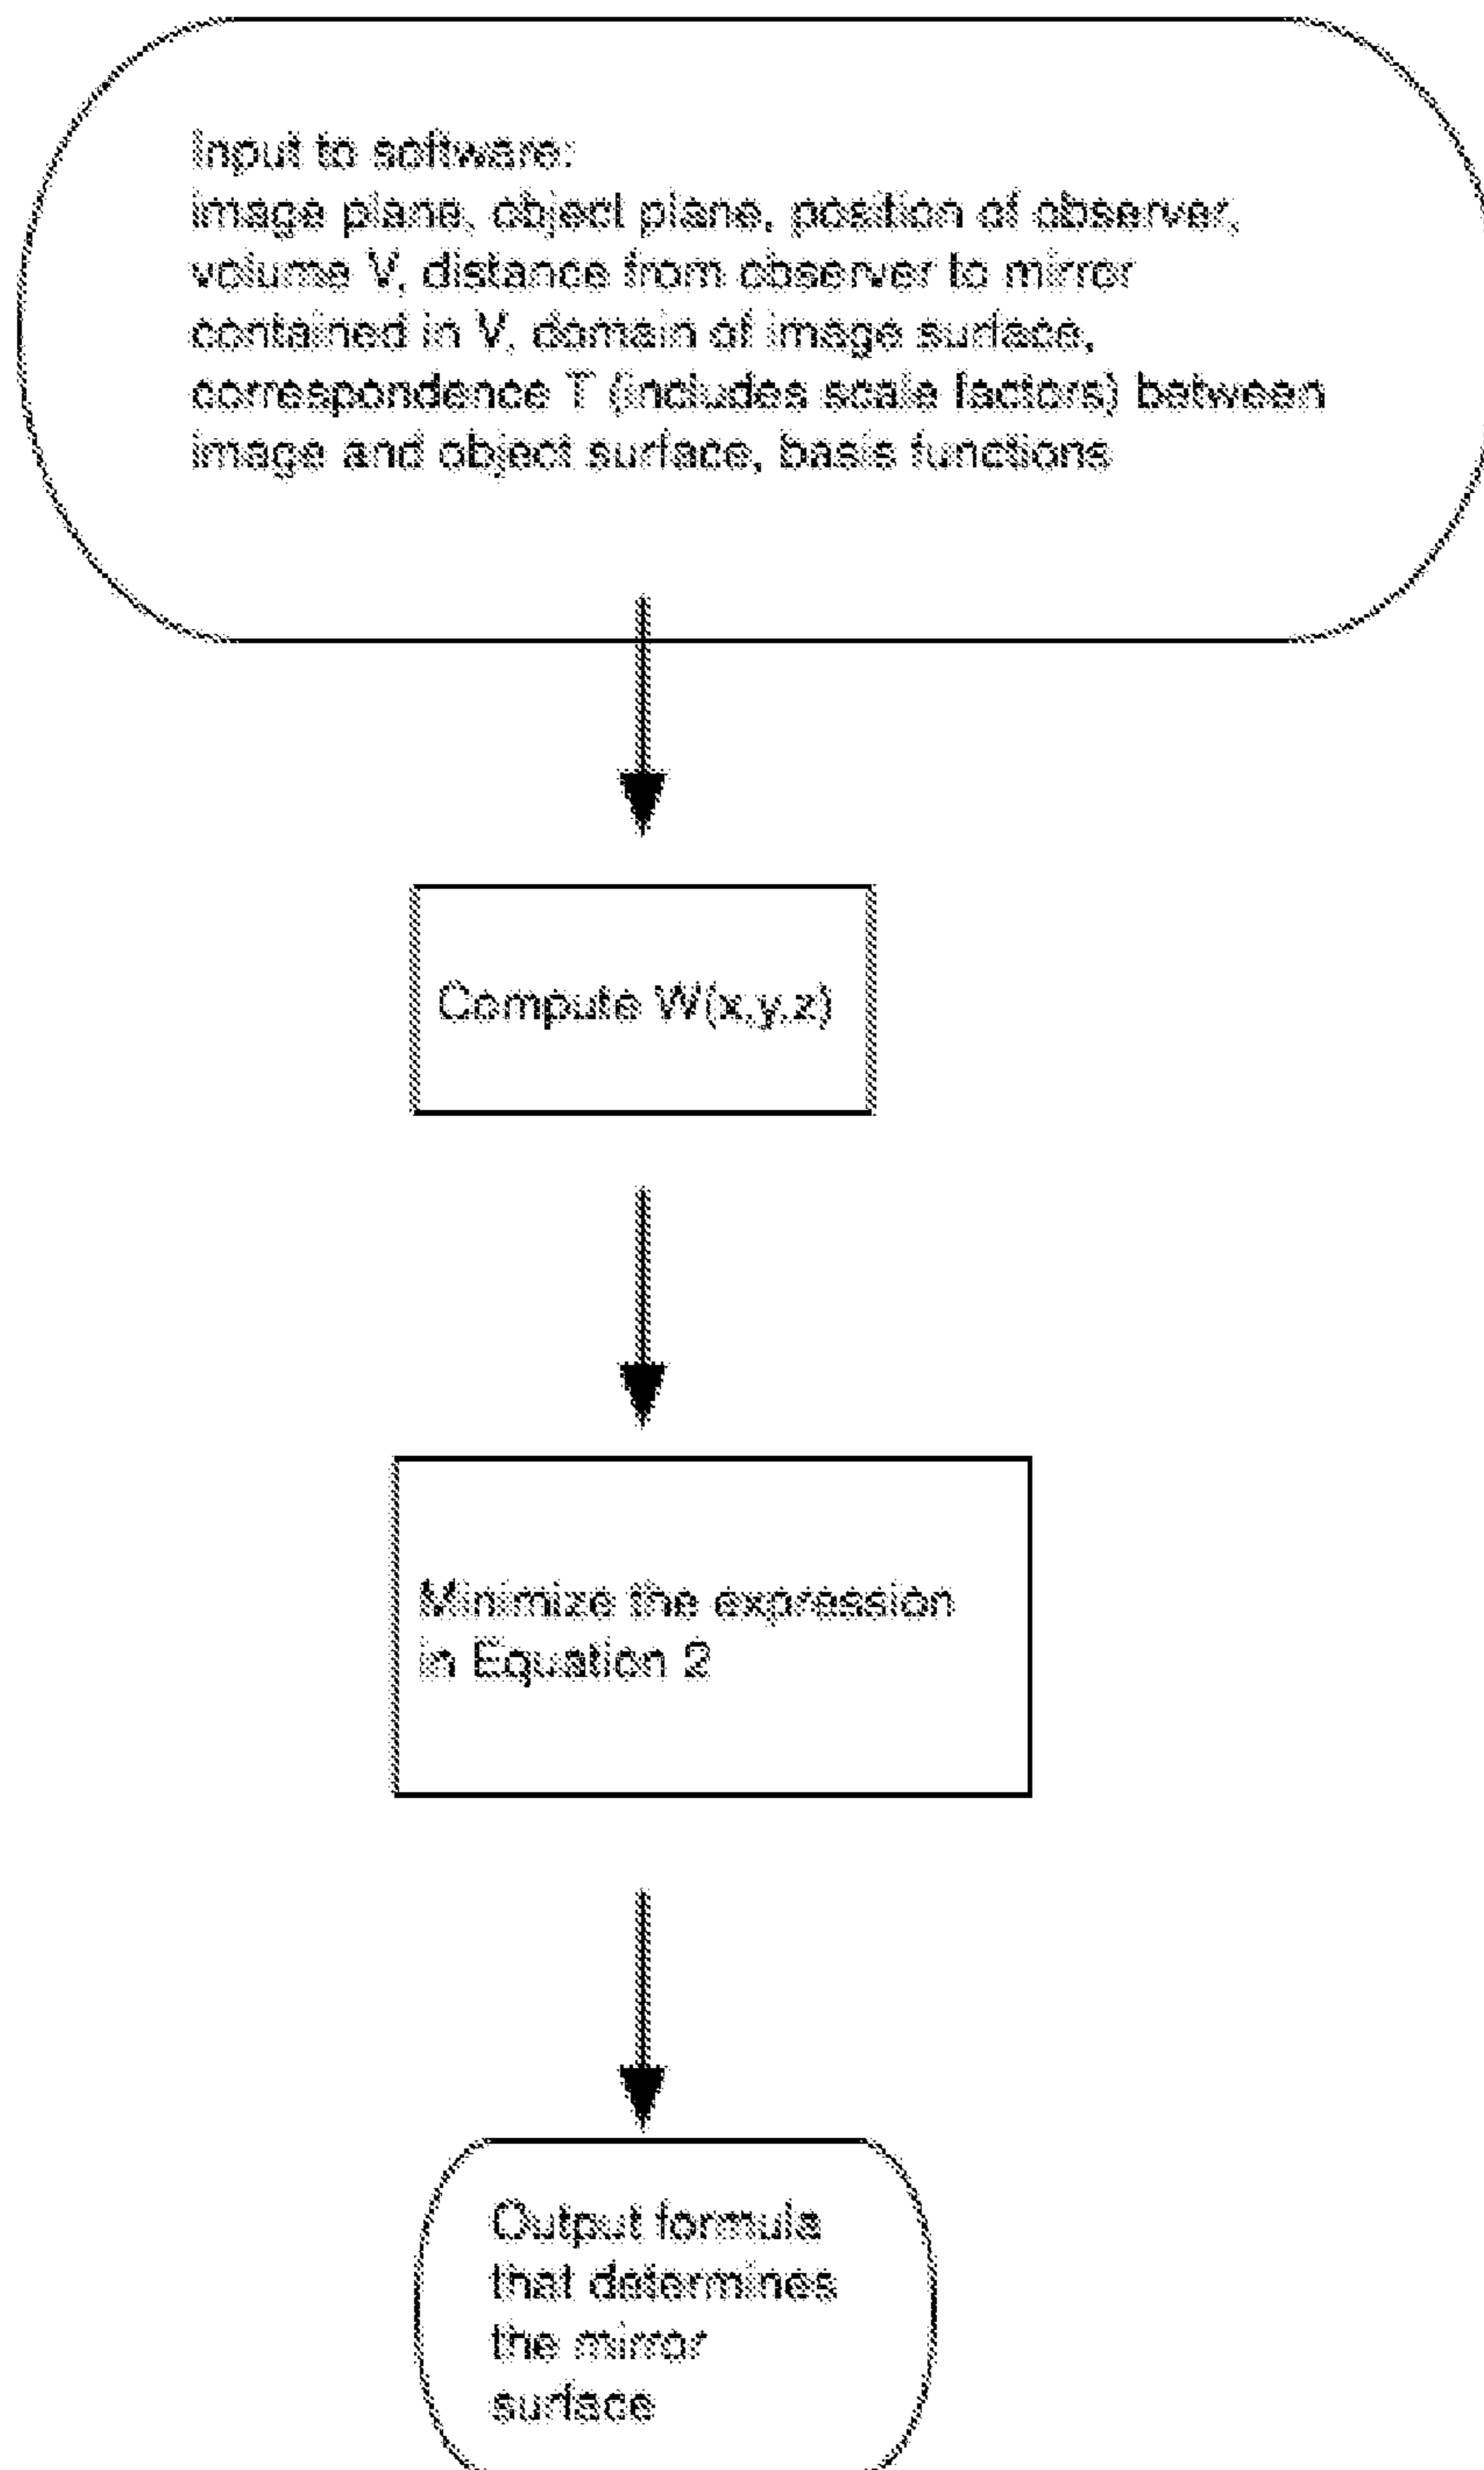 Input to software:
image plane, object plane, position of observer,
volume V, distance from observer to mirror
contained in V, domain of image surface,
correspondence T (includes scale factors) between
image and object surface, basis functions
Compute W(x,y,z)
Minimize the expression
in Equation 2
Output formula
that determines
the mirror
surface